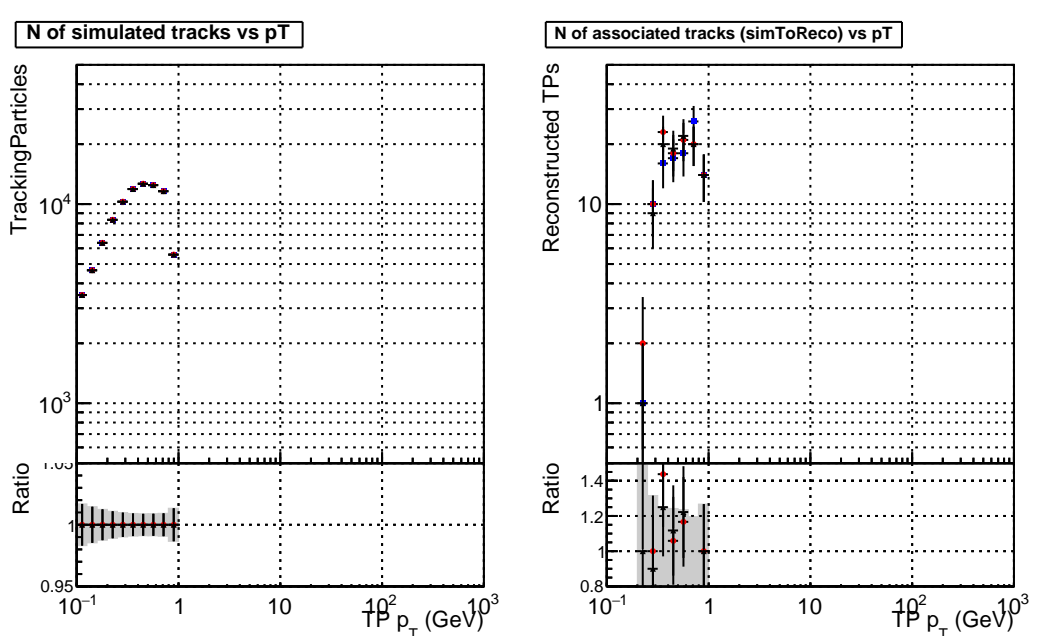 N of simulated tracks vs pT
TrackingParticles
10⁴
10³
Ratio
1.05
1
0.95
10⁻¹ 1 10 10² 10³
TP p_T (GeV)
N of associated tracks (simToReco) vs pT
Reconstructed TPs
10
1
Ratio
1.4
1.2
1
0.8
10⁻¹ 1 10 10² 10³
TP p_T (GeV)